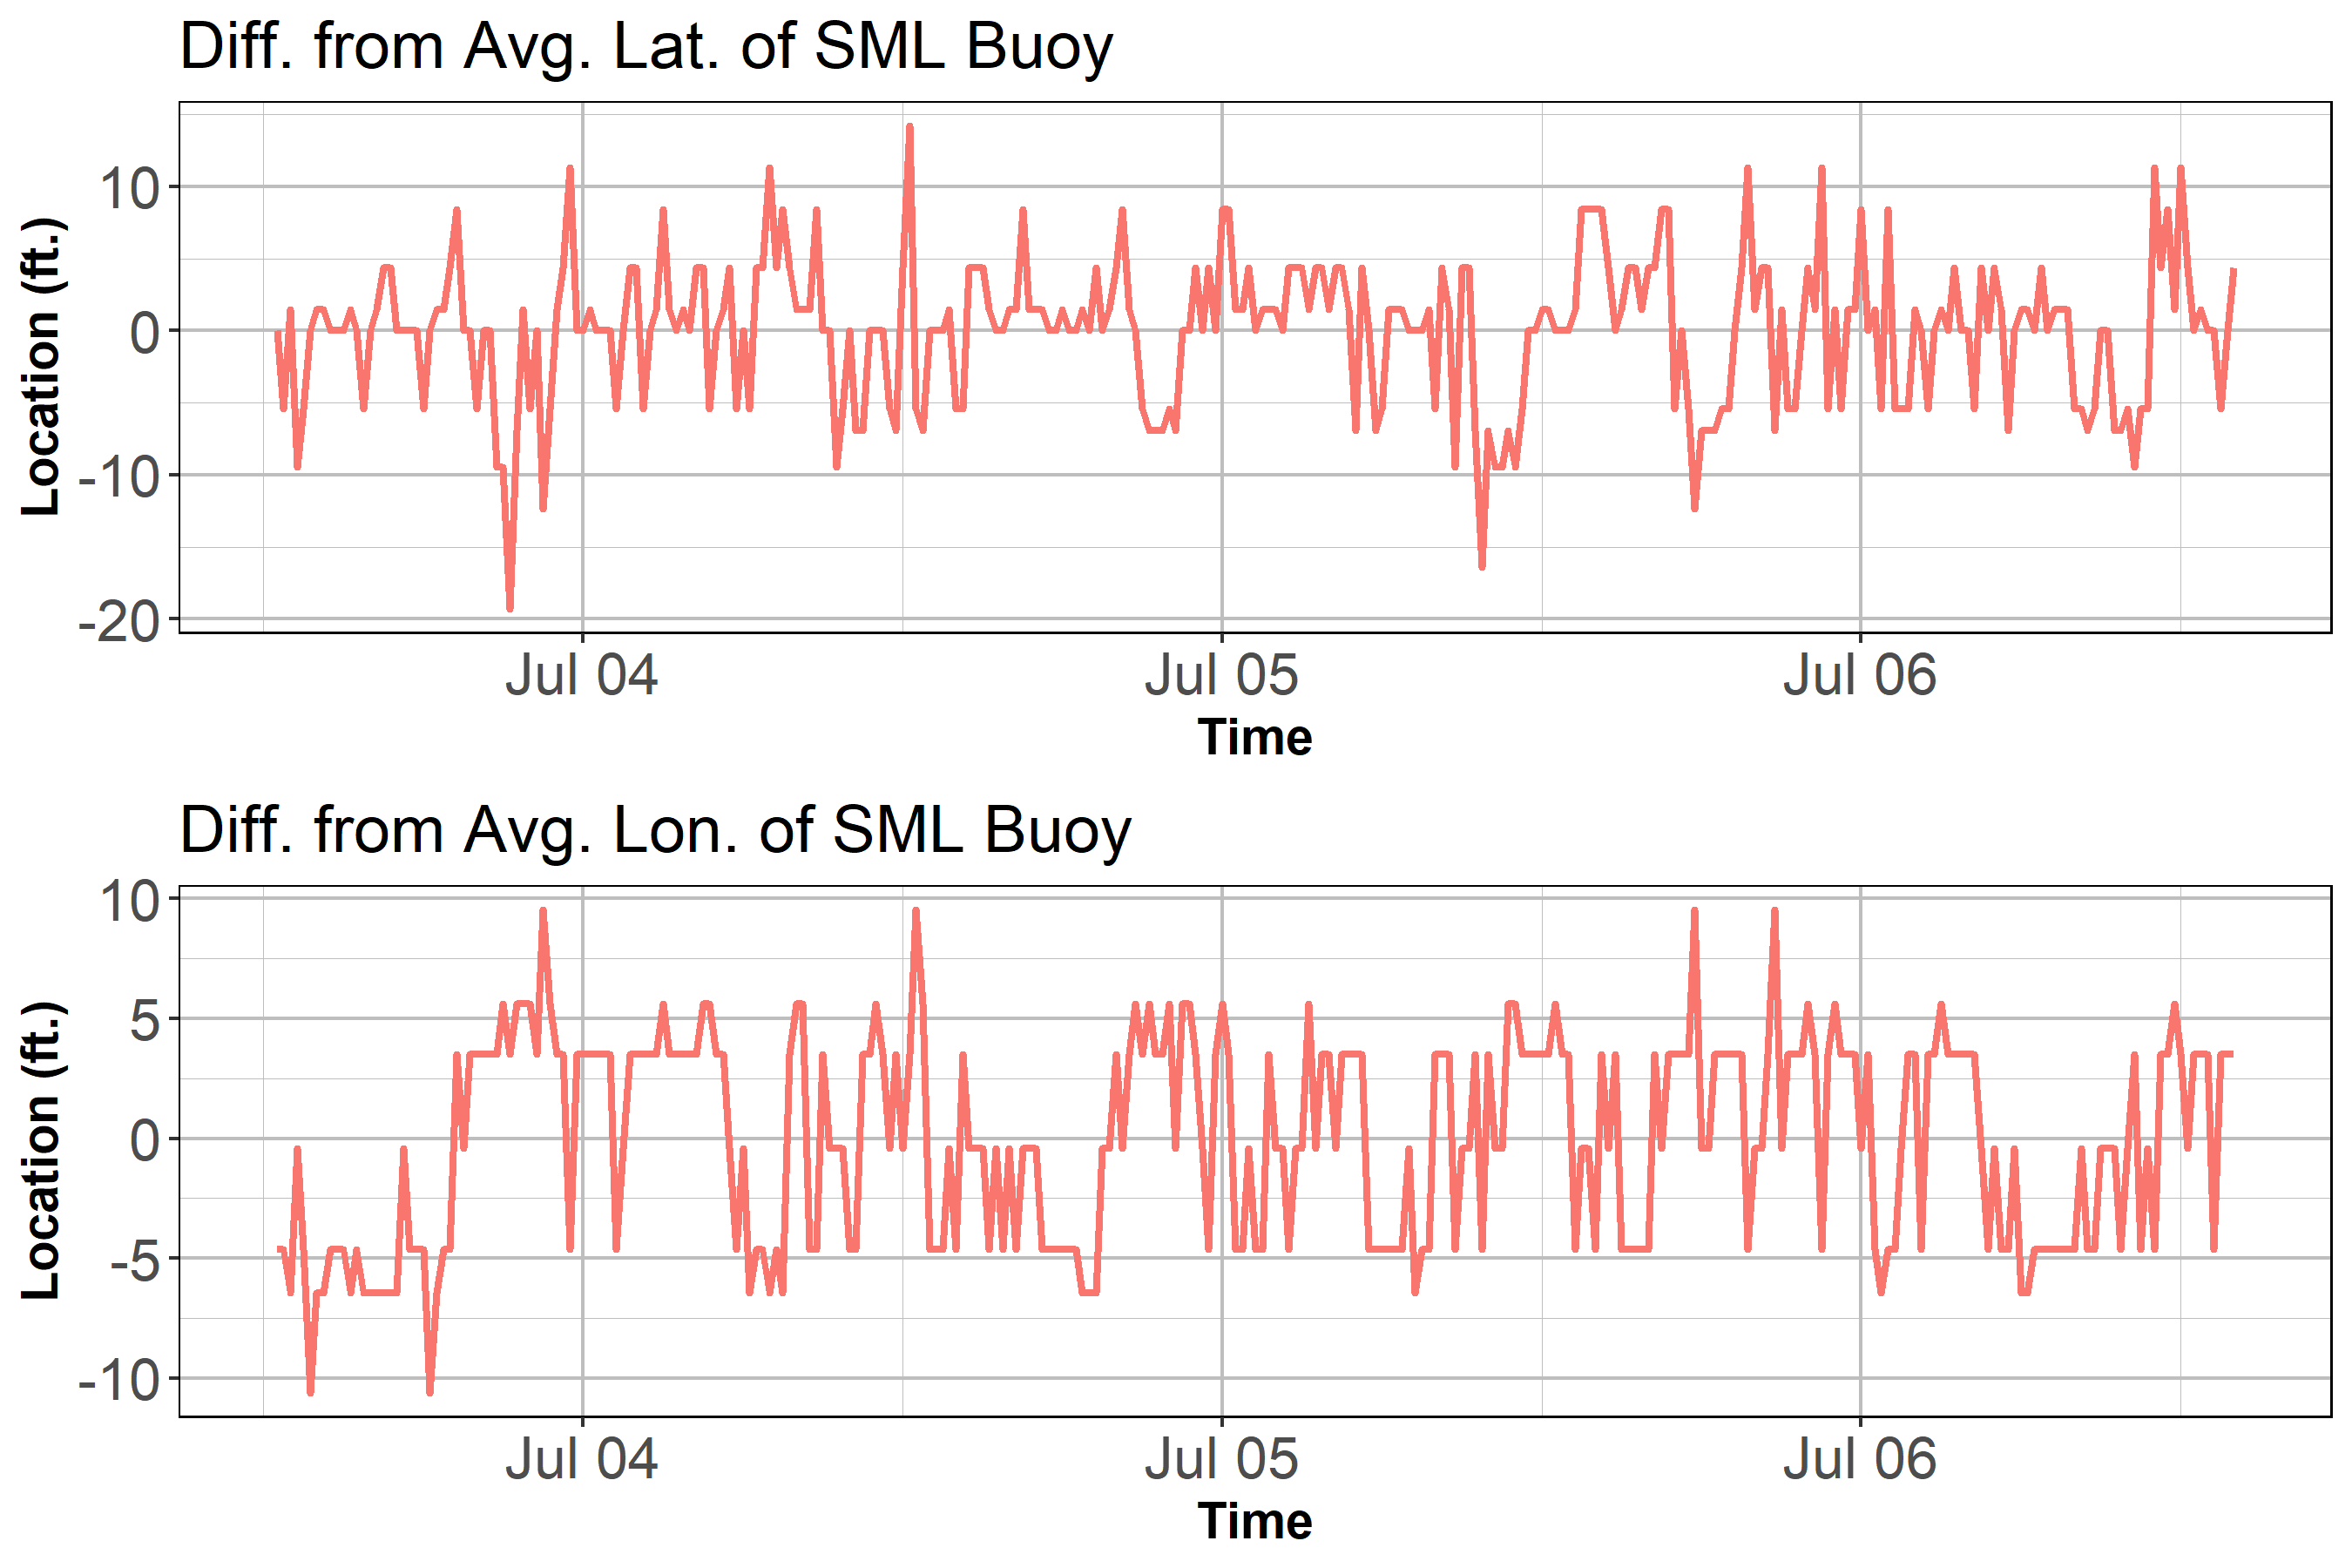 Diff. from Avg. Lat. of SML Buoy
Location (ft.)
10
0
-10
-20
Jul 04 Jul 05 Jul 06
Time
Diff. from Avg. Lon. of SML Buoy
Location (ft.)
10
5
0
-5
-10
Jul 04 Jul 05 Jul 06
Time